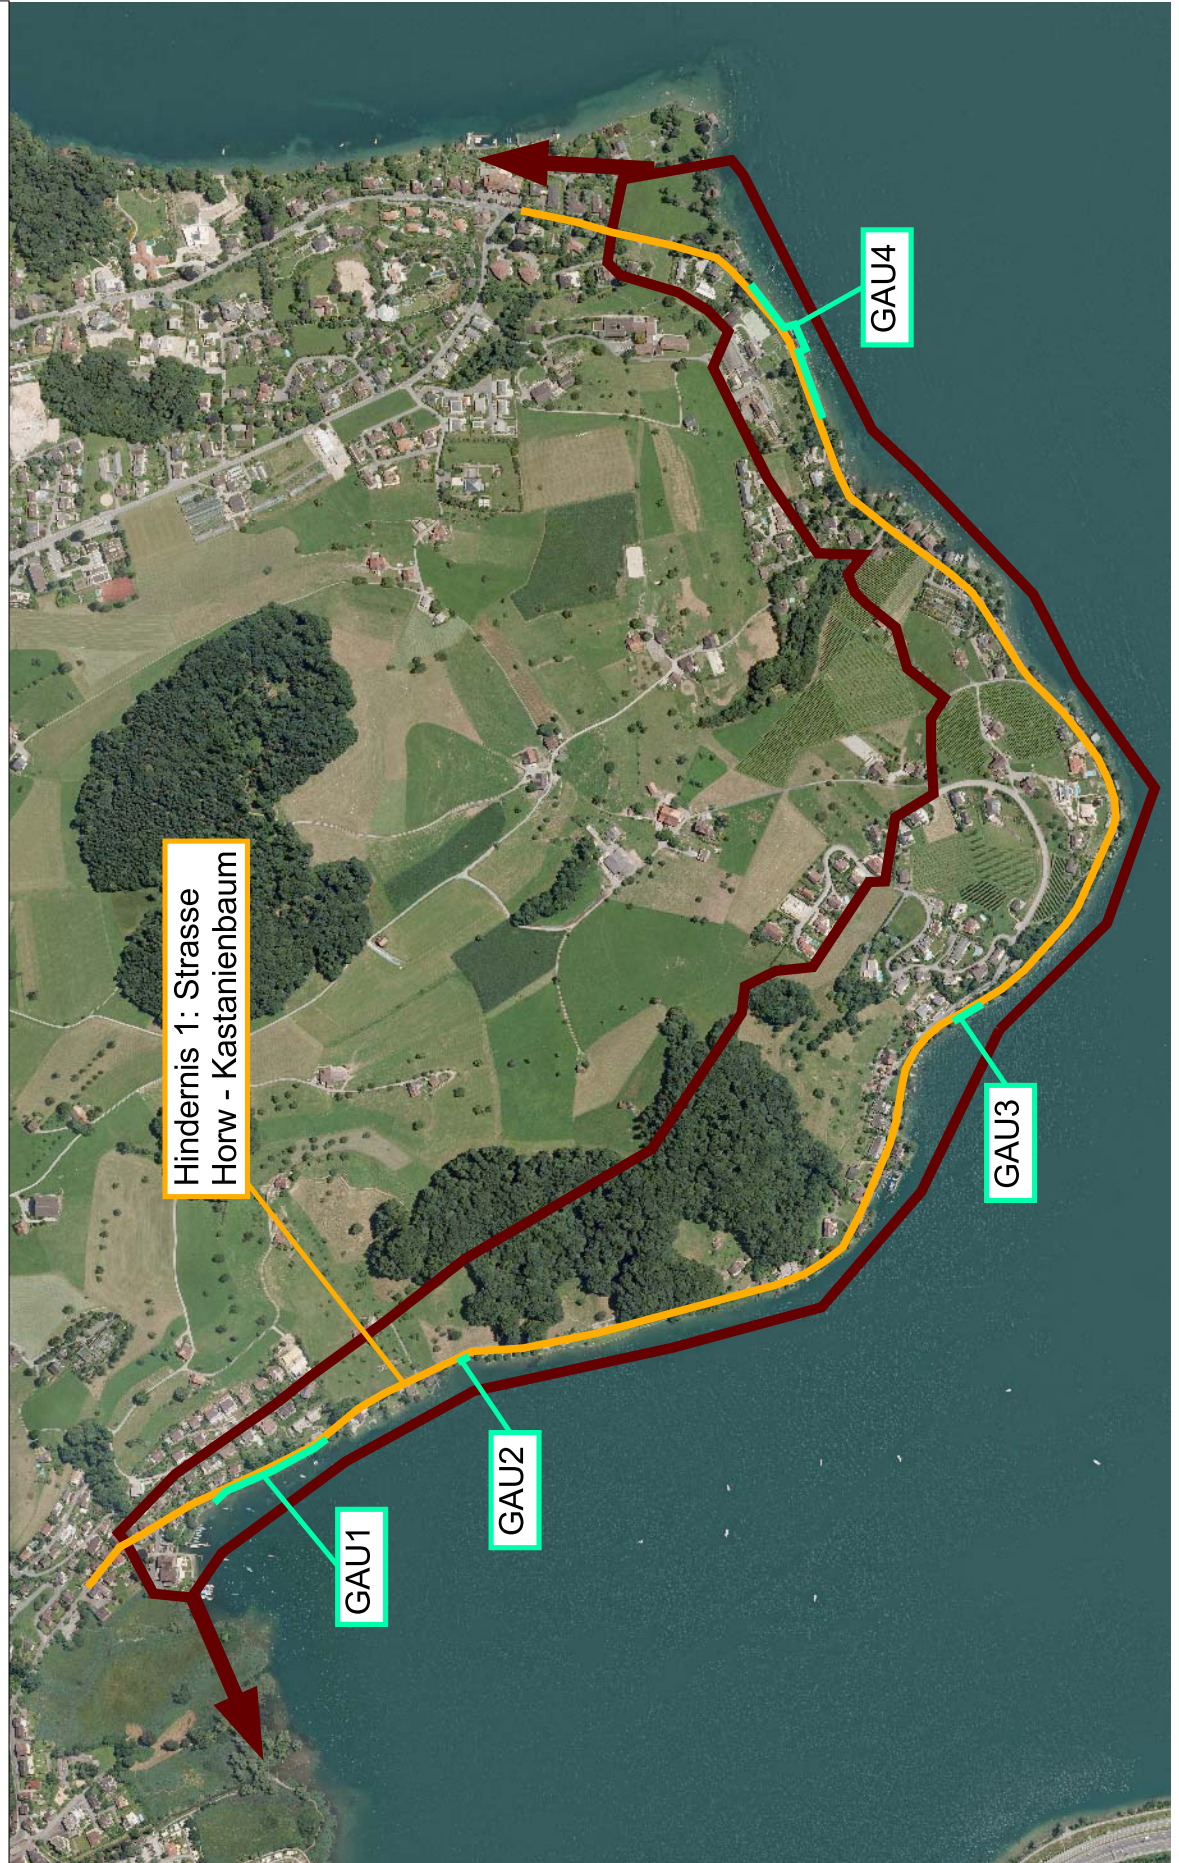 Hindernis 1: Strasse
Horw - Kastanienbaum
GAU1
GAU2
GAU3
GAU4